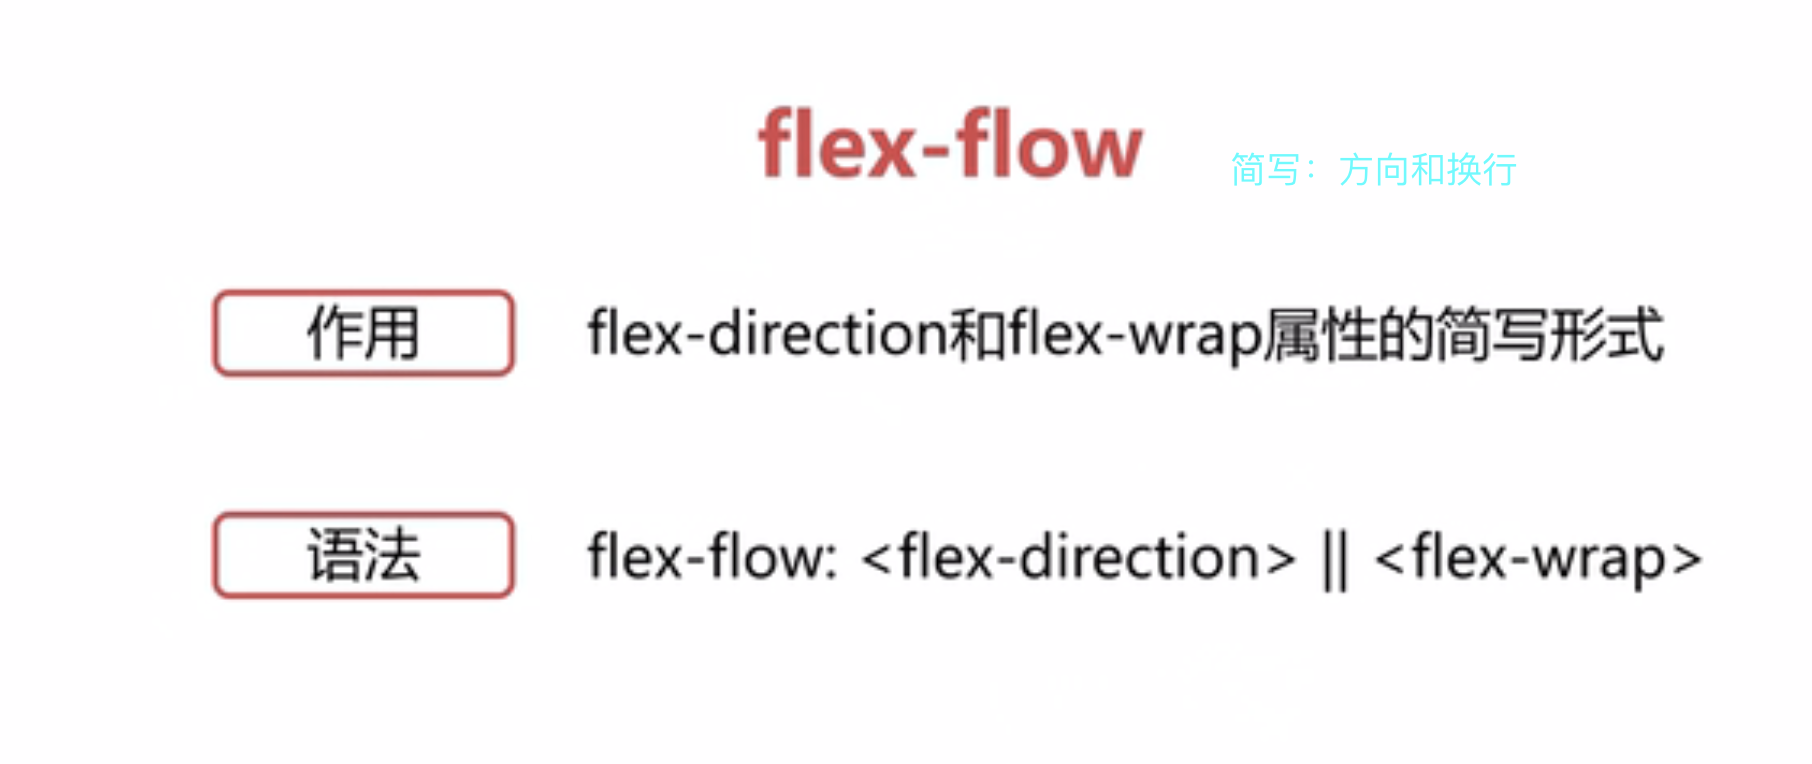 flex-flow
简写：方向和换行
作用
flex-direction和flex-wrap属性的简写形式
语法
flex-flow: <flex-direction> || <flex-wrap>